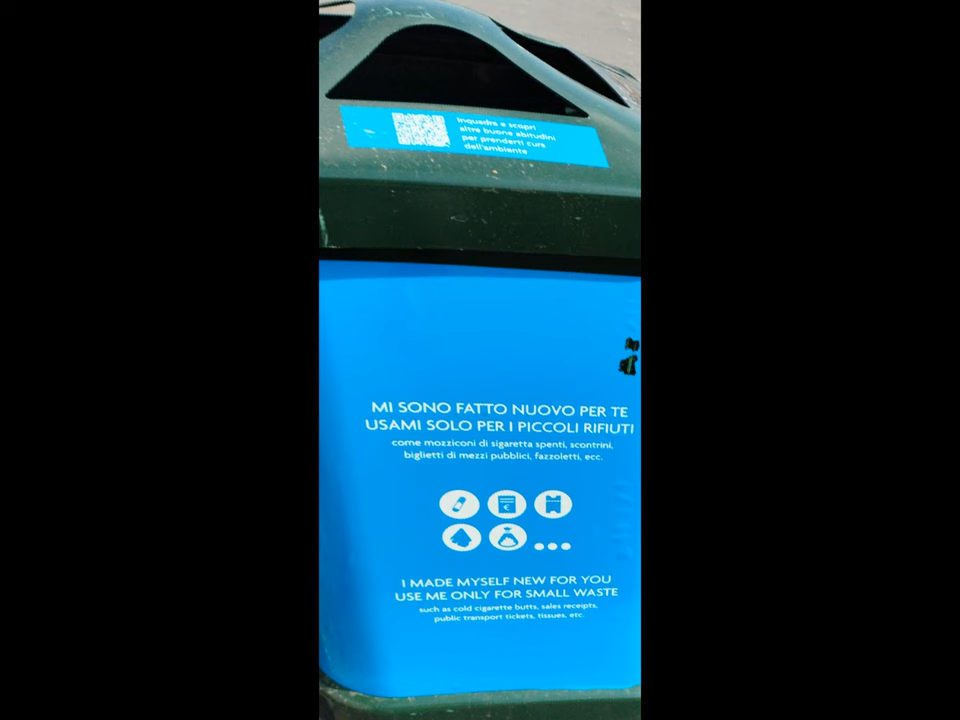 Inquadra e scopri
altre buone abitudini
per prenderti cura
dell'ambiente
MI SONO FATTO NUOVO PER TE
USAMI SOLO PER I PICCOLI RIFIUTI
come mozziconi di sigaretta spenti, scontrini,
biglietti di mezzi pubblici, fazzoletti, ecc.
€
I MADE MYSELF NEW FOR YOU
USE ME ONLY FOR SMALL WASTE
such as cold cigarette butts, sales receipts,
public transport tickets, tissues, etc.